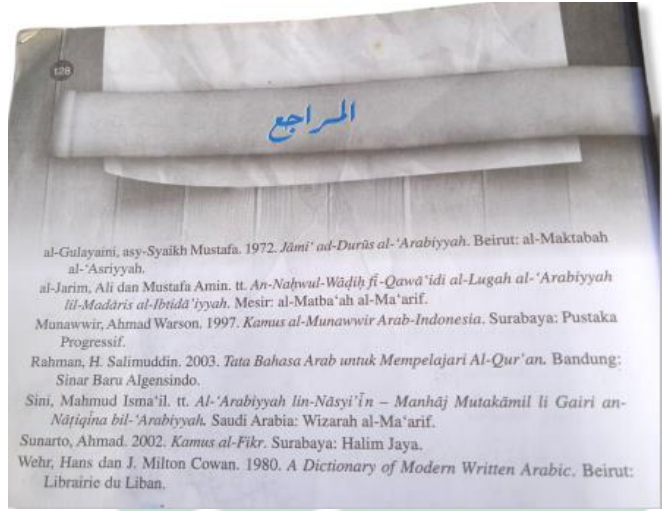 128
المراجع
al-Gulayaini, asy-Syaikh Mustafa. 1972. Jāmi' ad-Durūs al-'Arabiyyah. Beirut: al-Maktabah
al-'Asriyyah.
al-Jarim, Ali dan Mustafa Amin. tt. An-Naḥwul-Wāḍiḥ fī-Qawā'idi al-Lugah al-'Arabiyyah
lil-Madāris al-Ibtidā'iyyah. Mesir: al-Matba'ah al-Ma'arif.
Munawwir, Ahmad Warson. 1997. Kamus al-Munawwir Arab-Indonesia. Surabaya: Pustaka
Progressif.
Rahman, H. Salimuddin. 2003. Tata Bahasa Arab untuk Mempelajari Al-Qur'an. Bandung:
Sinar Baru Algensindo.
Sini, Mahmud Isma'il. tt. Al-'Arabiyyah lin-Nāsyi'īn – Manhāj Mutakāmil li Gairi an-
Nāṭiqīna bil-'Arabiyyah. Saudi Arabia: Wizarah al-Ma'arif.
Sunarto, Ahmad. 2002. Kamus al-Fikr. Surabaya: Halim Jaya.
Wehr, Hans dan J. Milton Cowan. 1980. A Dictionary of Modern Written Arabic. Beirut:
Librairie du Liban.